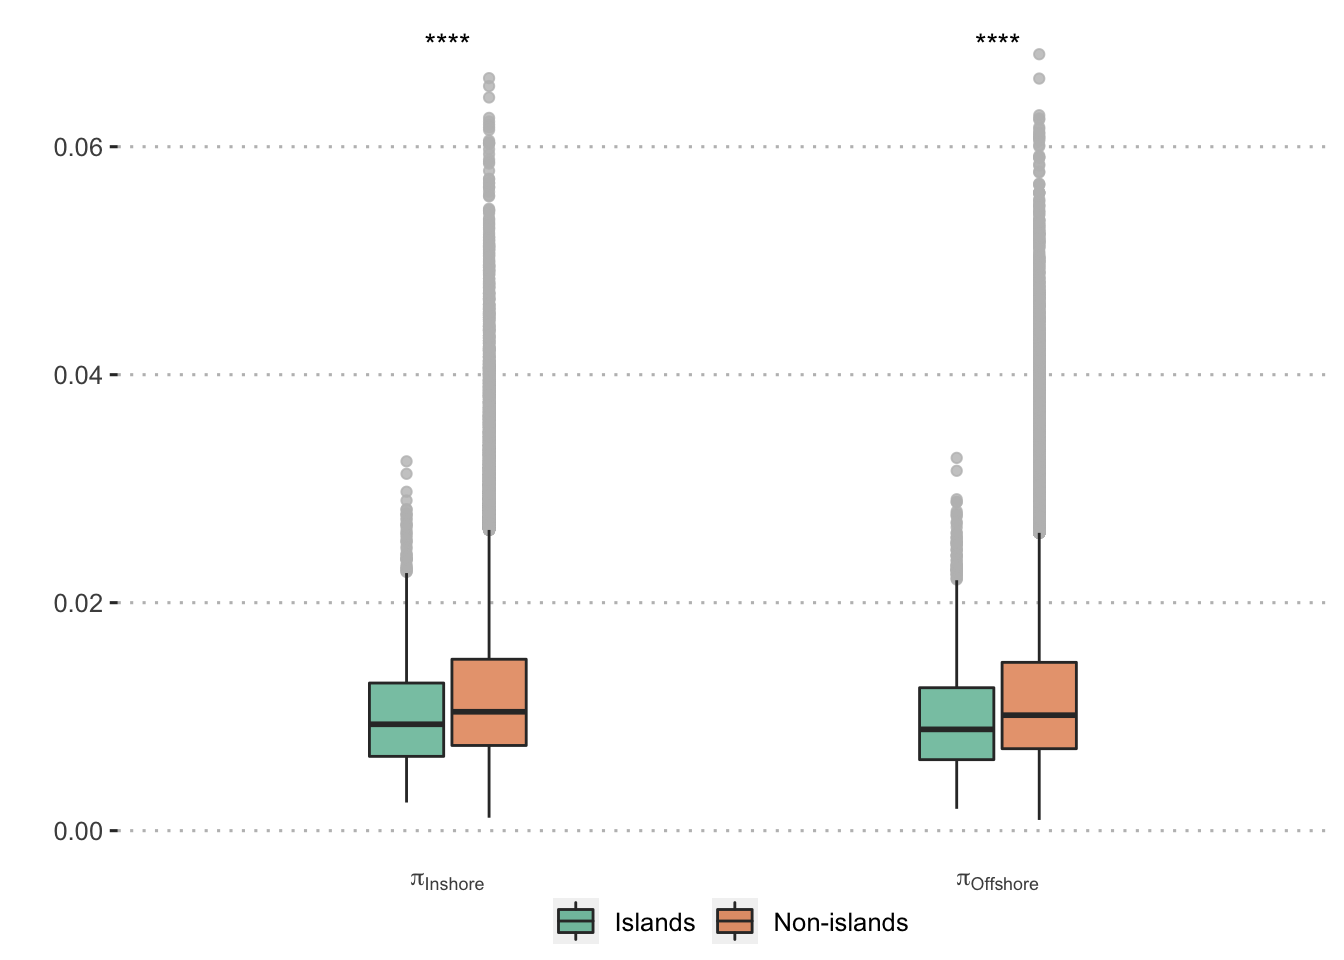 **** ****
0.06
0.04
0.02
0.00
πInshore πOffshore
Islands Non-islands